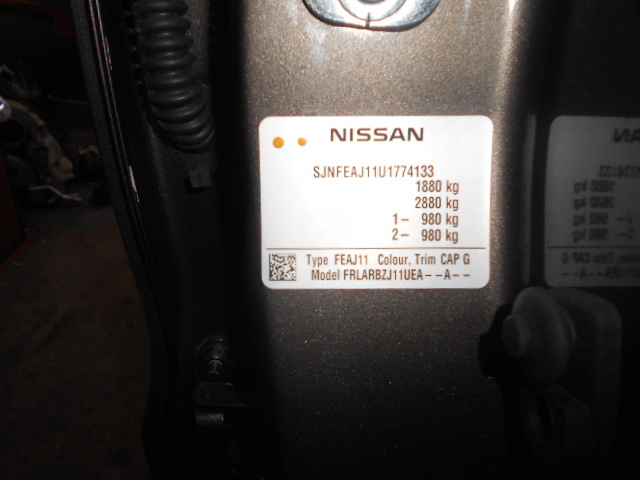 NISSAN
SJNFEAJ11U1774133
1880 kg
2880 kg
1– 980 kg
2– 980 kg
Type FEAJ11 Colour, Trim CAP G
Model FRLARBZJ11UEA--A--